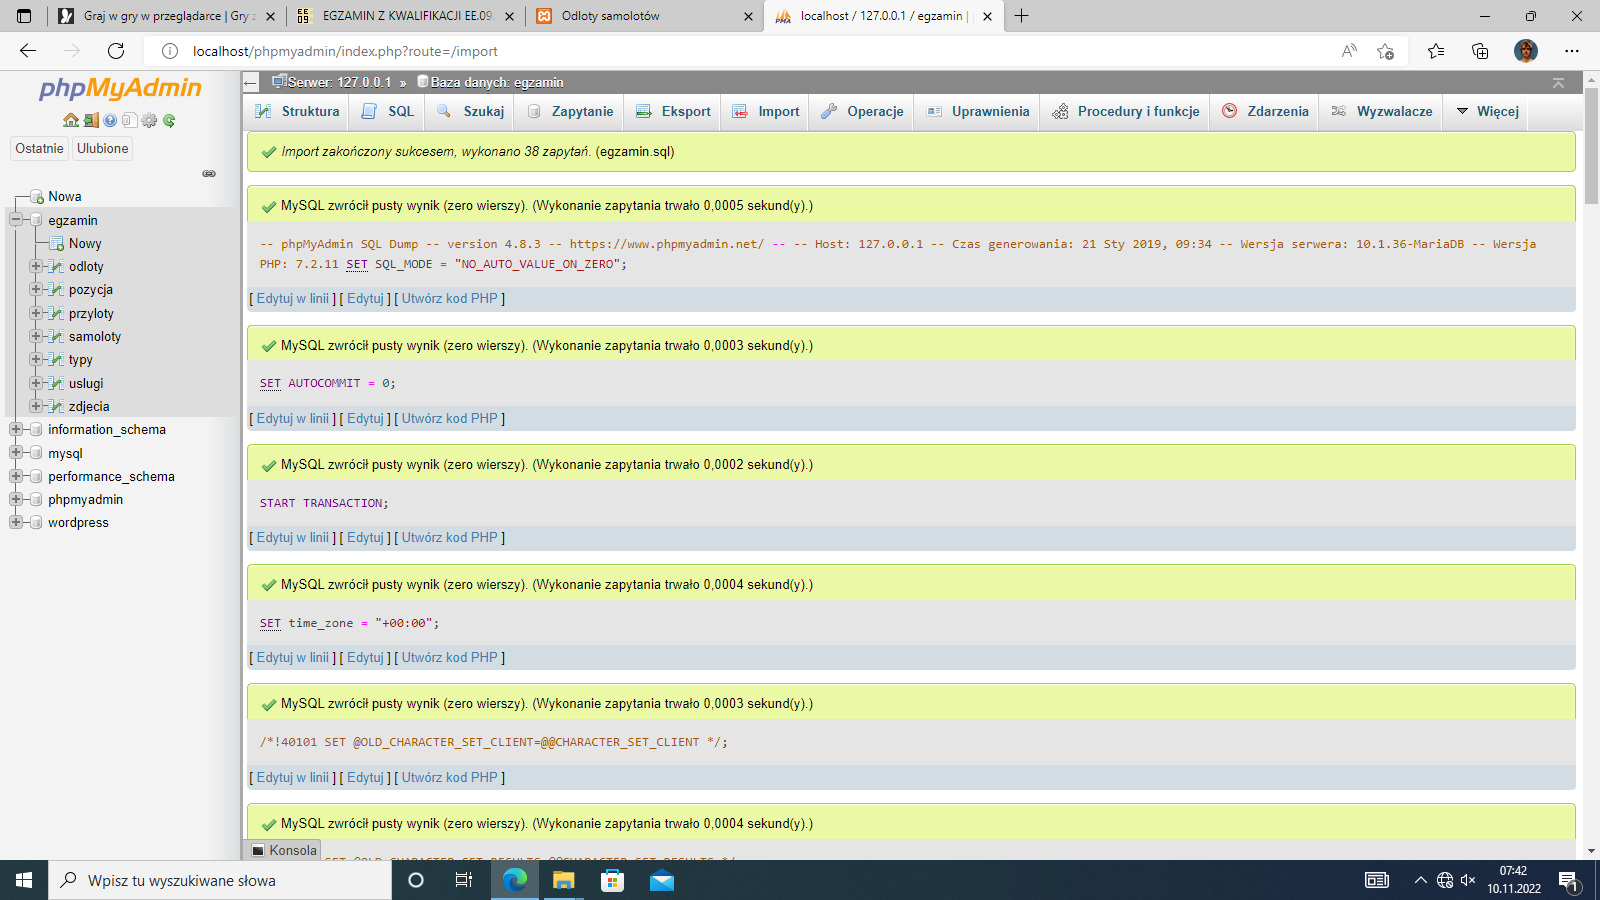 Graj w gry w przeglądarce | Gry z
EGZAMIN Z KWALIFIKACJI EE.09.
Odloty samolotów
localhost / 127.0.0.1 / egzamin |
localhost/phpmyadmin/index.php?route=/import
phpMyAdmin
Ostatnie
Ulubione
Nowa
egzamin
Nowy
odloty
pozycja
przyloty
samoloty
typy
uslugi
zdjecia
information_schema
mysql
performance_schema
phpmyadmin
wordpress
Serwer: 127.0.0.1 » Baza danych: egzamin
Struktura SQL Szukaj Zapytanie Eksport Import Operacje Uprawnienia Procedury i funkcje Zdarzenia Wyzwalacze Więcej
Import zakończony sukcesem, wykonano 38 zapytań. (egzamin.sql)
MySQL zwrócił pusty wynik (zero wierszy). (Wykonanie zapytania trwało 0,0005 sekund(y).)
-- phpMyAdmin SQL Dump -- version 4.8.3 -- https://www.phpmyadmin.net/ -- -- Host: 127.0.0.1 -- Czas generowania: 21 Sty 2019, 09:34 -- Wersja serwera: 10.1.36-MariaDB -- Wersja
PHP: 7.2.11 SET SQL_MODE = "NO_AUTO_VALUE_ON_ZERO";
[ Edytuj w linii ] [ Edytuj ] [ Utwórz kod PHP ]
MySQL zwrócił pusty wynik (zero wierszy). (Wykonanie zapytania trwało 0,0003 sekund(y).)
SET AUTOCOMMIT = 0;
[ Edytuj w linii ] [ Edytuj ] [ Utwórz kod PHP ]
MySQL zwrócił pusty wynik (zero wierszy). (Wykonanie zapytania trwało 0,0002 sekund(y).)
START TRANSACTION;
[ Edytuj w linii ] [ Edytuj ] [ Utwórz kod PHP ]
MySQL zwrócił pusty wynik (zero wierszy). (Wykonanie zapytania trwało 0,0004 sekund(y).)
SET time_zone = "+00:00";
[ Edytuj w linii ] [ Edytuj ] [ Utwórz kod PHP ]
MySQL zwrócił pusty wynik (zero wierszy). (Wykonanie zapytania trwało 0,0003 sekund(y).)
/*!40101 SET @OLD_CHARACTER_SET_CLIENT=@@CHARACTER_SET_CLIENT */;
[ Edytuj w linii ] [ Edytuj ] [ Utwórz kod PHP ]
MySQL zwrócił pusty wynik (zero wierszy). (Wykonanie zapytania trwało 0,0004 sekund(y).)
Konsola
Wpisz tu wyszukiwane słowa
07:42
10.11.2022
1